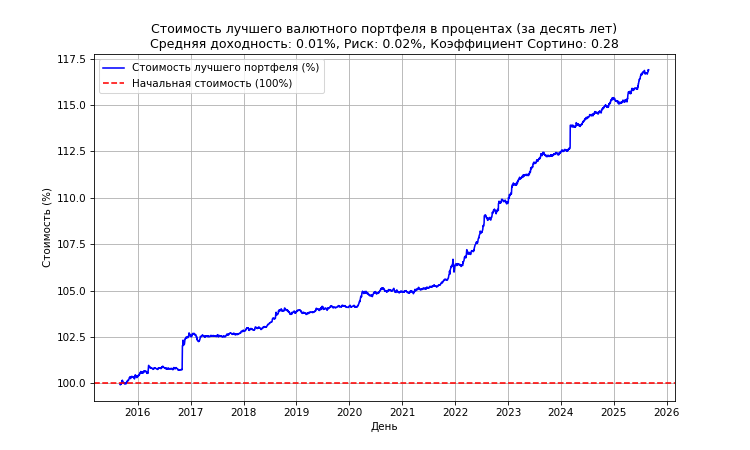 Стоимость лучшего валютного портфеля в процентах (за десять лет)
Средняя доходность: 0.01%, Риск: 0.02%, Коэффициент Сортино: 0.28
Стоимость лучшего портфеля (%)
Начальная стоимость (100%)
Стоимость (%)
117.5
115.0
112.5
110.0
107.5
105.0
102.5
100.0
2016 2017 2018 2019 2020 2021 2022 2023 2024 2025 2026
День